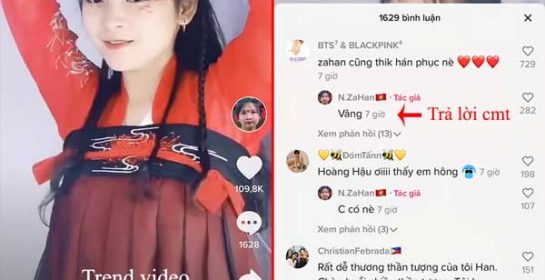 109,8K
1628
Trend video
1629 bình luận
BTS⁷ & BLACKPINK⁴
zahan cũng thik hán phục nè ❤️❤️❤️
7 giờ
729
N.ZaHan🇻🇳 · Tác giả
Vâng 7 giờ
282
Trả lời cmt
Xem phản hồi (13)
💛🐝ĐómTấnn🐝💛
Hoàng Hậu ơiiii thấy em hông
7 giờ
198
N.ZaHan🇻🇳 · Tác giả
C có nè 7 giờ
107
Xem phản hồi (4)
ChristianFebrada🇵🇭
Rất dễ thương thần tượng của tôi Han.
151